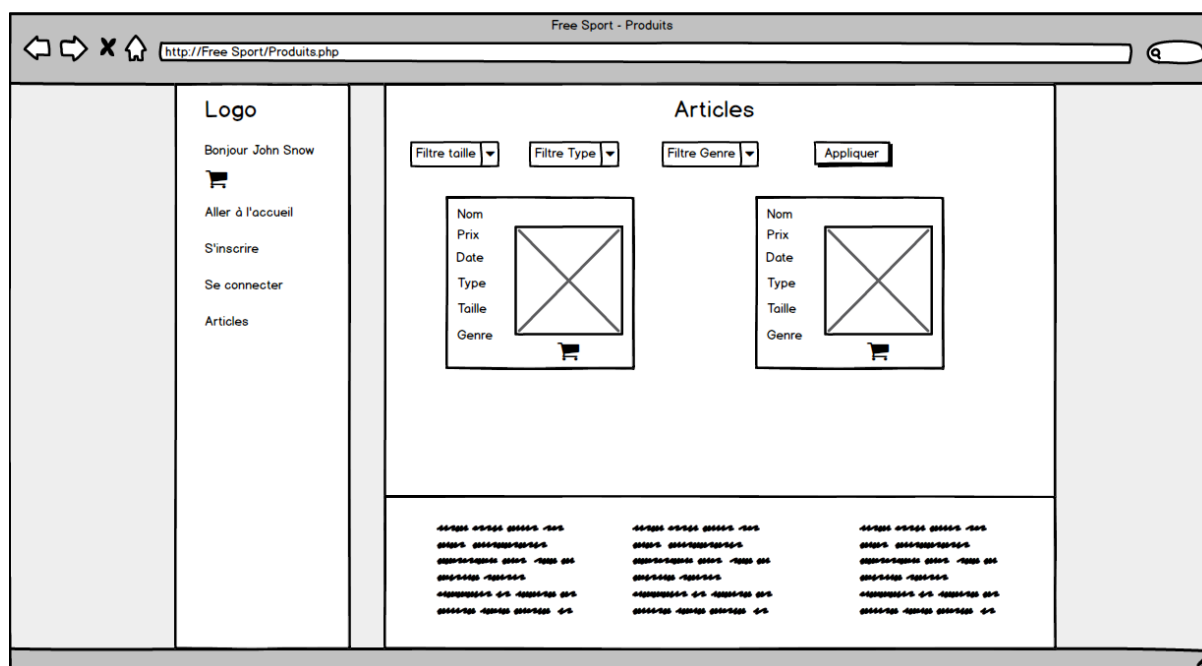 Free Sport - Produits
http://Free Sport/Produits.php
Logo
Bonjour John Snow
Aller à l'accueil
S'inscrire
Se connecter
Articles
Articles
Filtre taille
Filtre Type
Filtre Genre
Appliquer
Nom
Prix
Date
Type
Taille
Genre
Nom
Prix
Date
Type
Taille
Genre